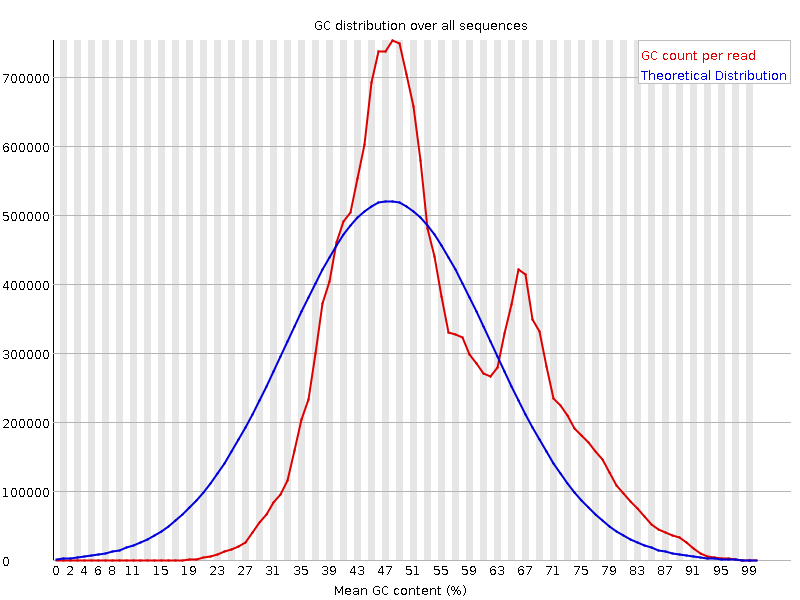 GC distribution over all sequences
GC count per read
Theoretical Distribution
700000
600000
500000
400000
300000
200000
100000
0
0 2 4 6 8 11 15 19 23 27 31 35 39 43 47 51 55 59 63 67 71 75 79 83 87 91 95 99
Mean GC content (%)